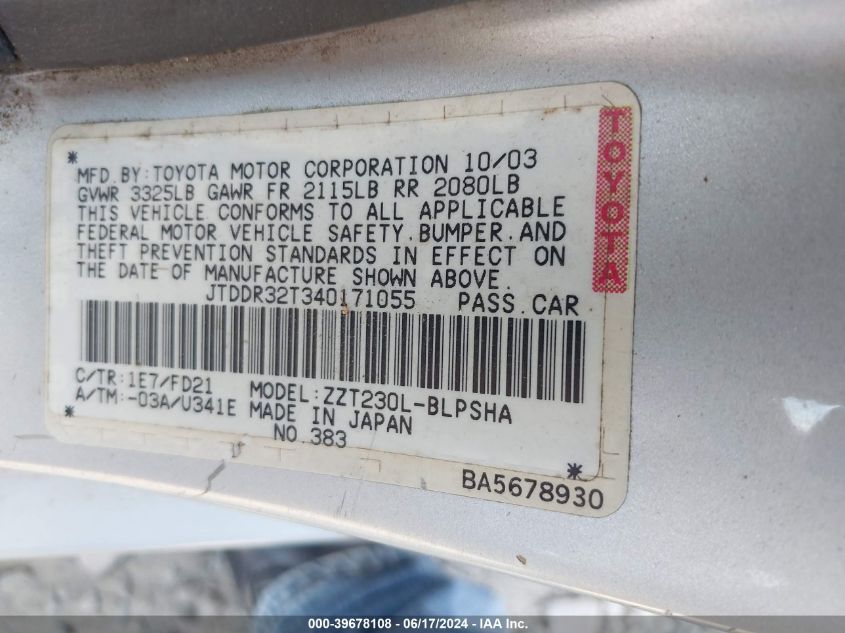 MFD.BY:TOYOTA MOTOR CORPORATION 10/03
GVWR 3325LB GAWR FR 2115LB RR 2080LB
THIS VEHICLE CONFORMS TO ALL APPLICABLE
FEDERAL MOTOR VEHICLE SAFETY,BUMPER,AND
THEFT PREVENTION STANDARDS IN EFFECT ON
THE DATE OF MANUFACTURE SHOWN ABOVE.
JTDDR32T340171055 PASS.CAR
C/TR:1E7/FD21 MODEL:ZZT230L-BLPSHA
A/TM:-03A/U341E MADE IN JAPAN
NO.383
BA5678930
TOYOTA
000-39678108 - 06/17/2024 - IAA Inc.